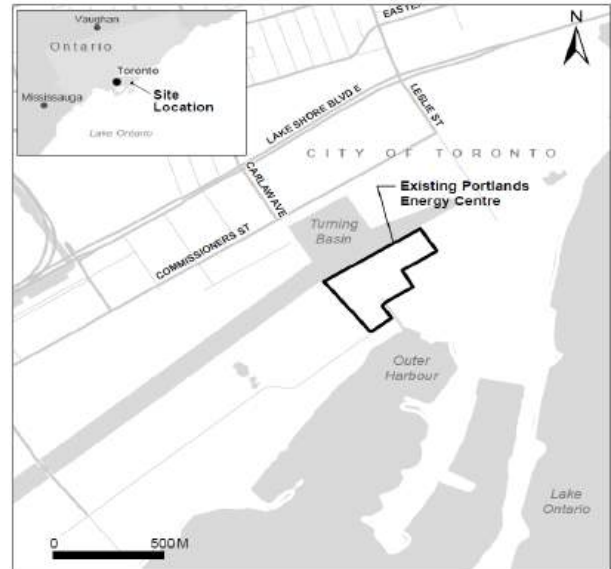 Vaughan
Ontario
Toronto
Site
Location
Mississauga
Lake Ontario
EASTER
N
LAKE SHORE BLVD E
LESLIE ST
CITY OF TORONTO
CARLAW AVE
Existing Portlands
Energy Centre
Turning
Basin
COMMISSIONERS ST
Outer
Harbour
Lake
Ontario
0
500M